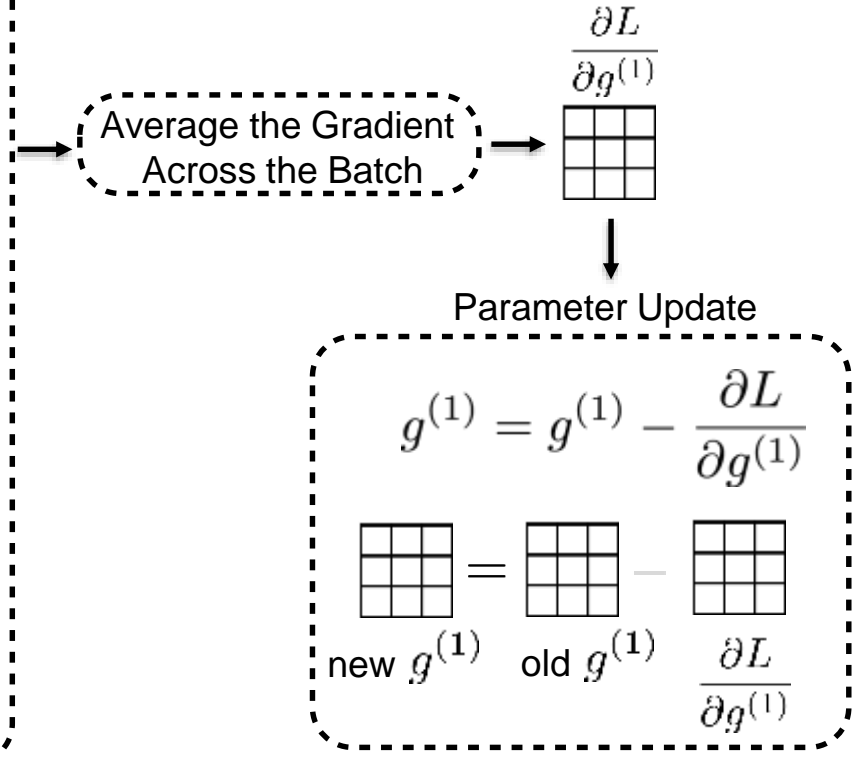 ∂L
∂g⁽¹⁾
Average the Gradient
Across the Batch
Parameter Update
g⁽¹⁾ = g⁽¹⁾ − ∂L/∂g⁽¹⁾
= −
new g⁽¹⁾ old g⁽¹⁾ ∂L/∂g⁽¹⁾